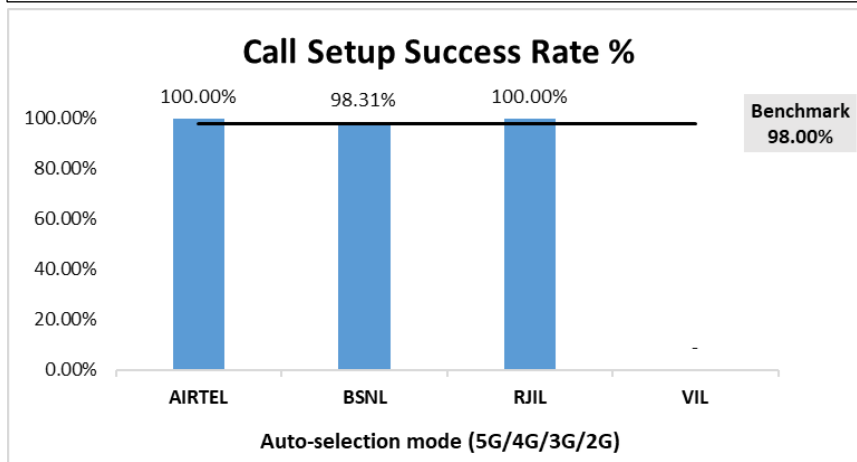 Call Setup Success Rate %
100.00% 98.31% 100.00%
Benchmark
98.00%
100.00%
80.00%
60.00%
40.00%
20.00%
0.00%
-
AIRTEL BSNL RJIL VIL
Auto-selection mode (5G/4G/3G/2G)